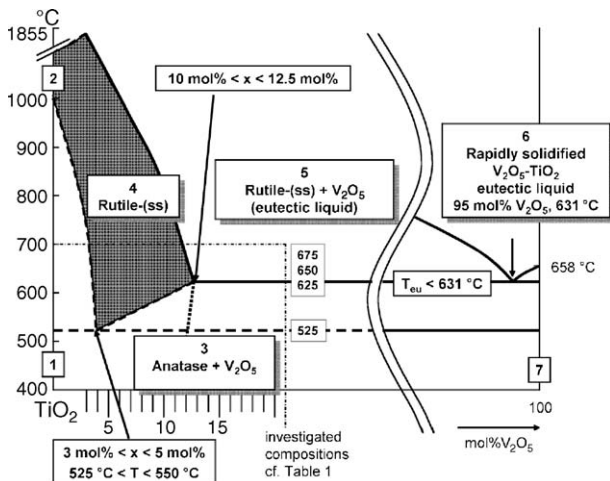 °C
1855
2
10 mol% < x < 12.5 mol%
1000
900
800
700
600
500
400
4
Rutile-(ss)
5
Rutile-(ss) + V₂O₅
(eutectic liquid)
6
Rapidly solidified
V₂O₅-TiO₂
eutectic liquid
95 mol% V₂O₅, 631 °C
675
650
625
Tₑᵤ < 631 °C
658 °C
525
1
3
Anatase + V₂O₅
7
TiO₂
5
10
15
100
3 mol% < x < 5 mol%
525 °C < T < 550 °C
investigated
compositions
cf. Table 1
mol%V₂O₅